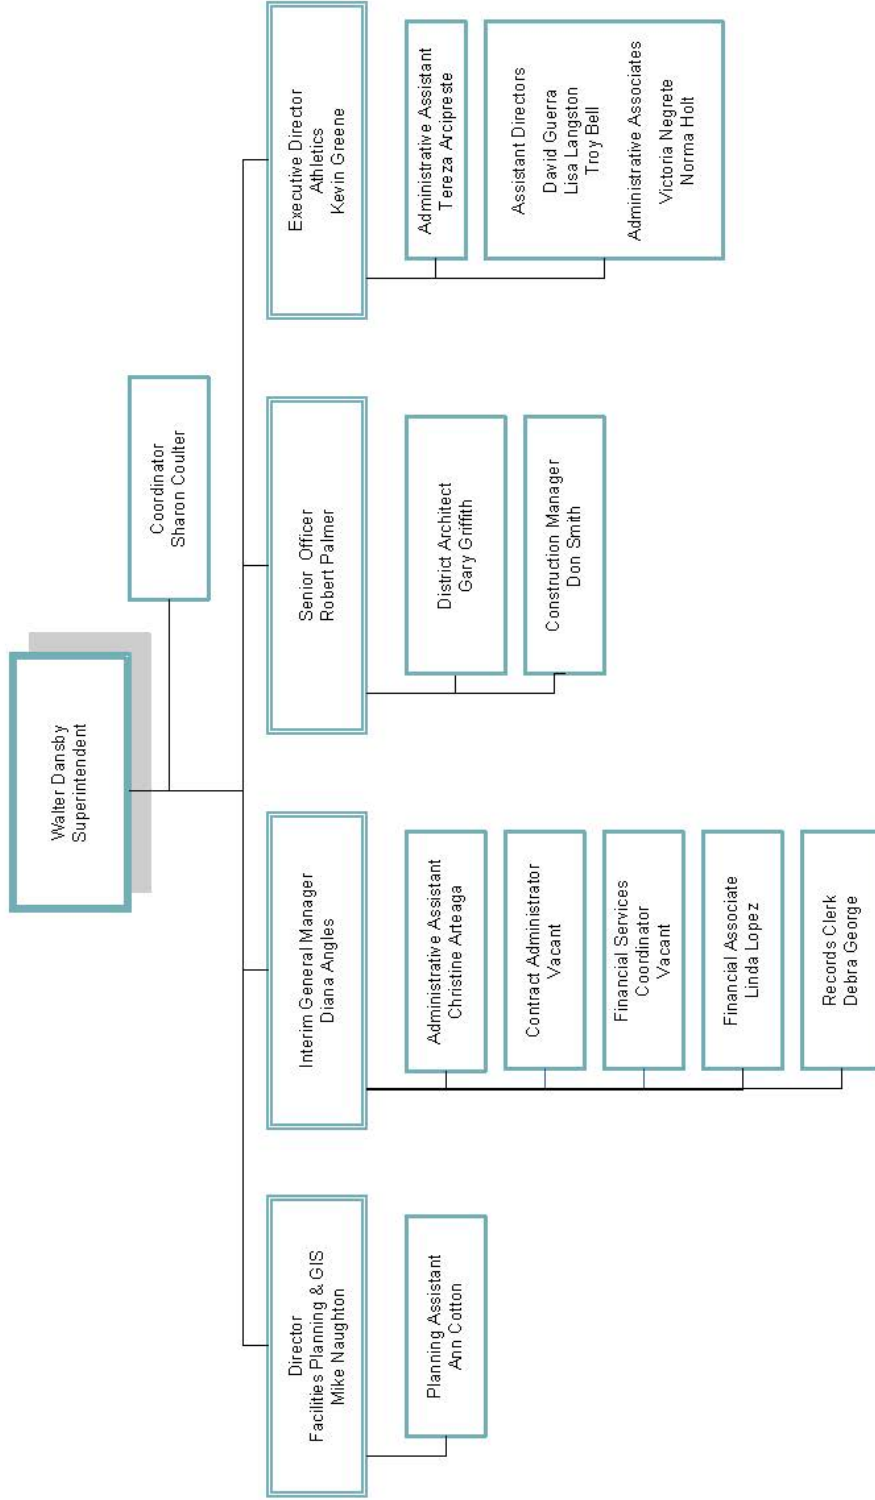 Walter Dansby
Superintendent
Coordinator
Sharon Coulter
Director
Facilities Planning & GIS
Mike Naughton
Planning Assistant
Ann Cotton
Interim General Manager
Diana Angles
Administrative Assistant
Christine Arteaga
Contract Administrator
Vacant
Financial Services
Coordinator
Vacant
Financial Associate
Linda Lopez
Records Clerk
Debra George
Senior Officer
Robert Palmer
District Architect
Gary Griffith
Construction Manager
Don Smith
Executive Director
Athletics
Kevin Greene
Administrative Assistant
Tereza Arcipreste
Assistant Directors
David Guerra
Lisa Langston
Troy Bell
Administrative Associates
Victoria Negrete
Norma Holt